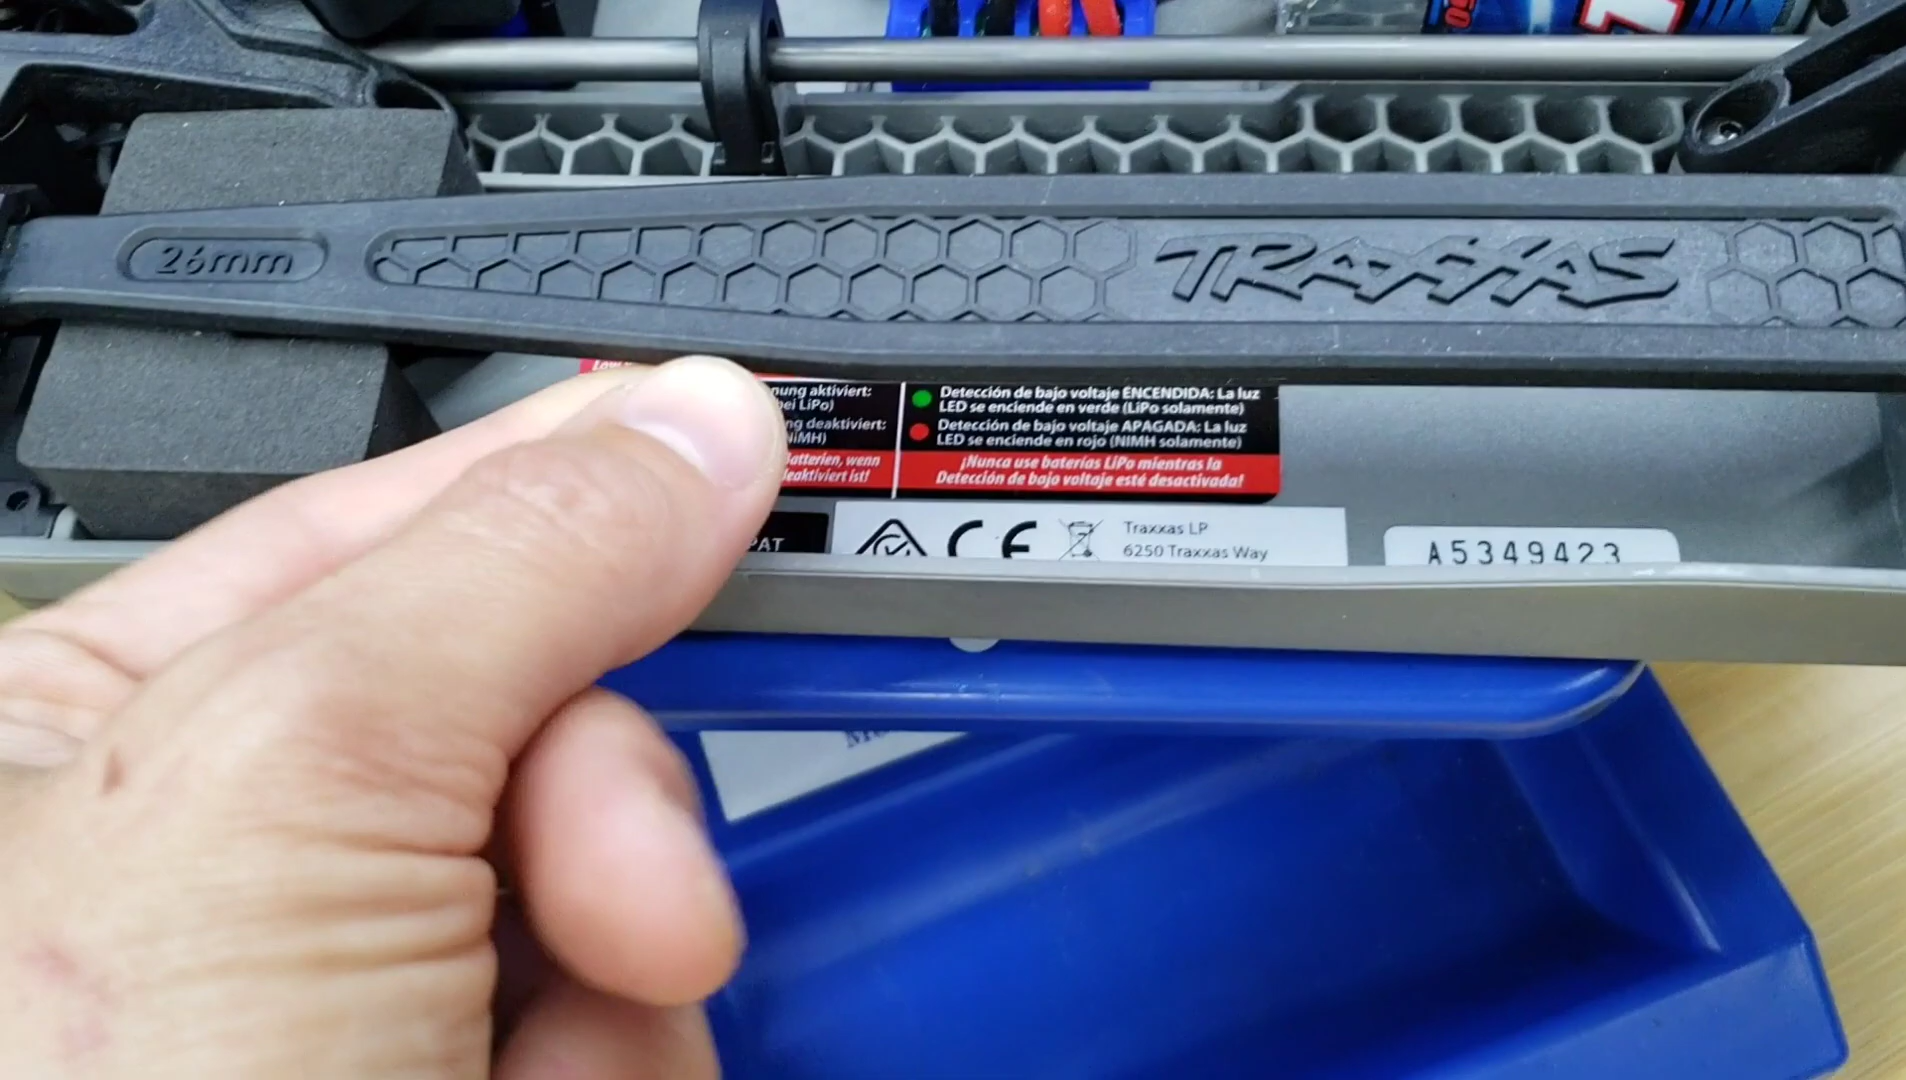 26mm
TRAXXAS
nung aktiviert:
bei LiPo)
ng deaktiviert:
NiMH)
Batterien, wenn
deaktiviert ist!
Detección de bajo voltaje ENCENDIDA: La luz
LED se enciende en verde (LiPo solamente)
Detección de bajo voltaje APAGADA: La luz
LED se enciende en rojo (NIMH solamente)
¡Nunca use baterías LiPo mientras la
Detección de bajo voltaje esté desactivada!
PAT
CE
Traxxas LP
6250 Traxxas Way
A5349423